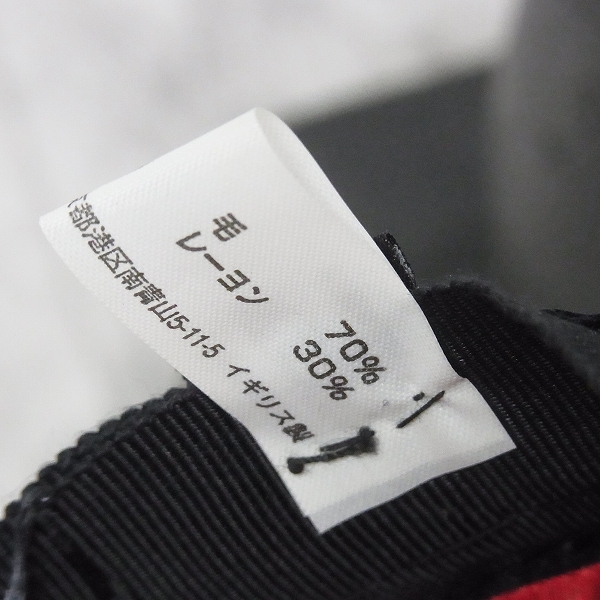 毛 70%
レーヨン 30%
都港区南青山5-11-5 イギリス製